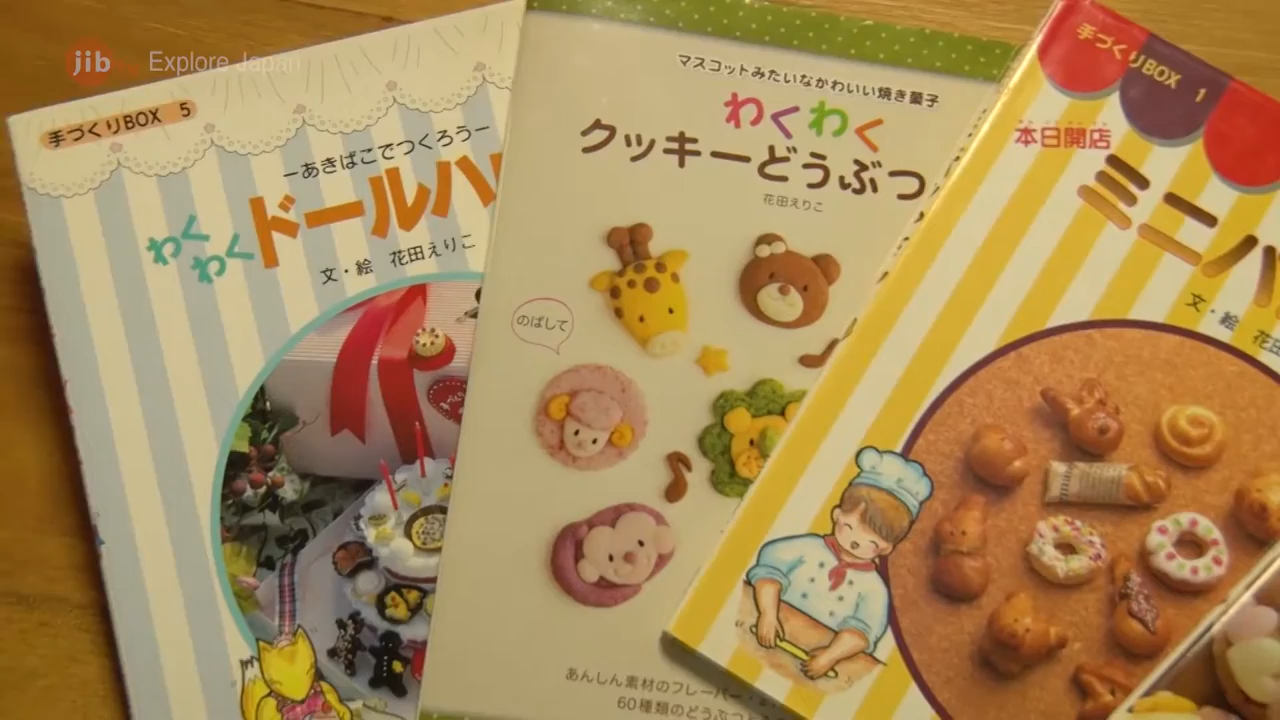 jib
Explore Japan
手づくりBOX 5
ーあきばこでつくろうー
わくわく
ドールハ
文・絵 花田えりこ
マスコットみたいなかわいい焼き菓子
わくわく
クッキーどうぶつ
花田えりこ
のばして
あんしん素材のフレーバー
60種類のどうぶつ
手づくりBOX 1
本日開店
ミニパ
文・絵 花田